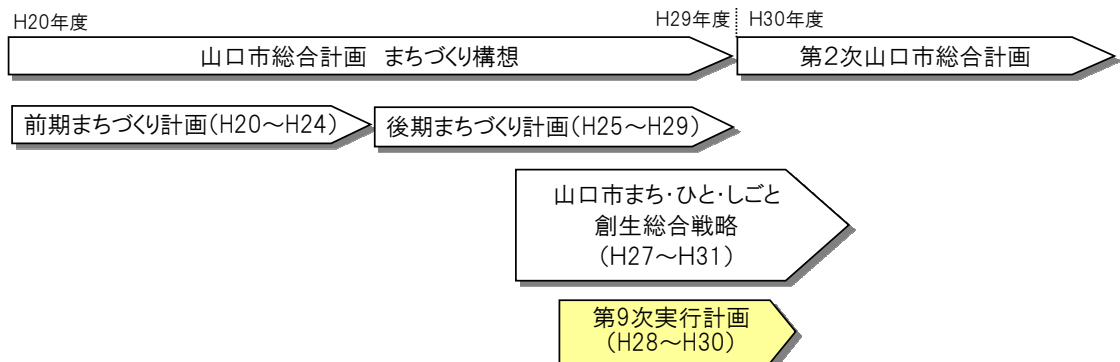 H20年度
H29年度
H30年度
山口市総合計画　まちづくり構想
第2次山口市総合計画
前期まちづくり計画(H20～H24)
後期まちづくり計画(H25～H29)
山口市まち・ひと・しごと
創生総合戦略
(H27～H31)
第9次実行計画
(H28～H30)